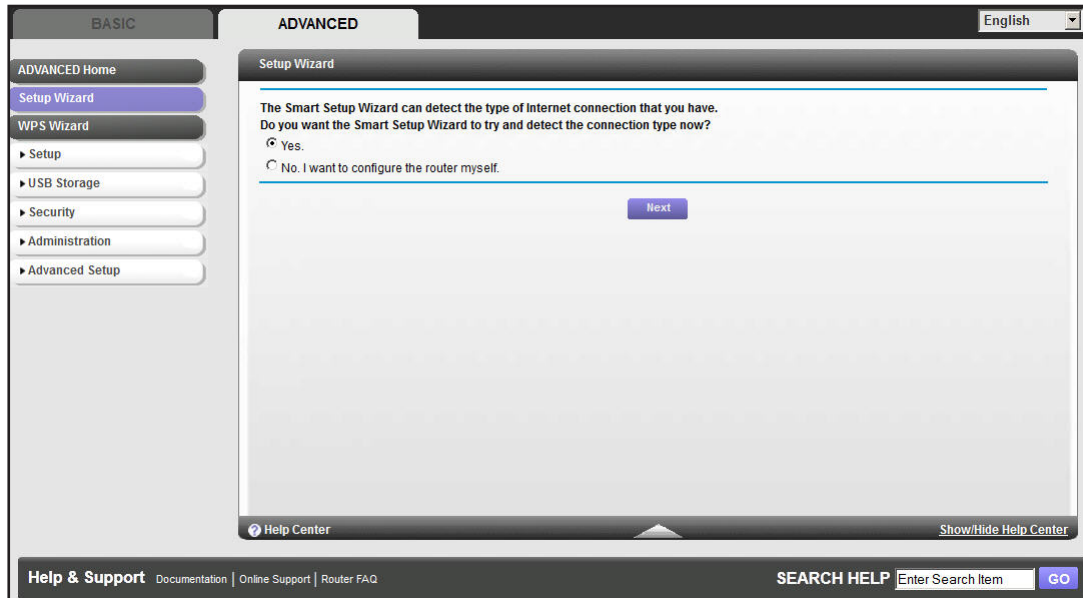 BASIC
ADVANCED
English
ADVANCED Home
Setup Wizard
WPS Wizard
Setup
USB Storage
Security
Administration
Advanced Setup
Setup Wizard
The Smart Setup Wizard can detect the type of Internet connection that you have.
Do you want the Smart Setup Wizard to try and detect the connection type now?
Yes.
No. I want to configure the router myself.
Next
? Help Center
Show/Hide Help Center
Help & Support Documentation | Online Support | Router FAQ
SEARCH HELP Enter Search Item GO